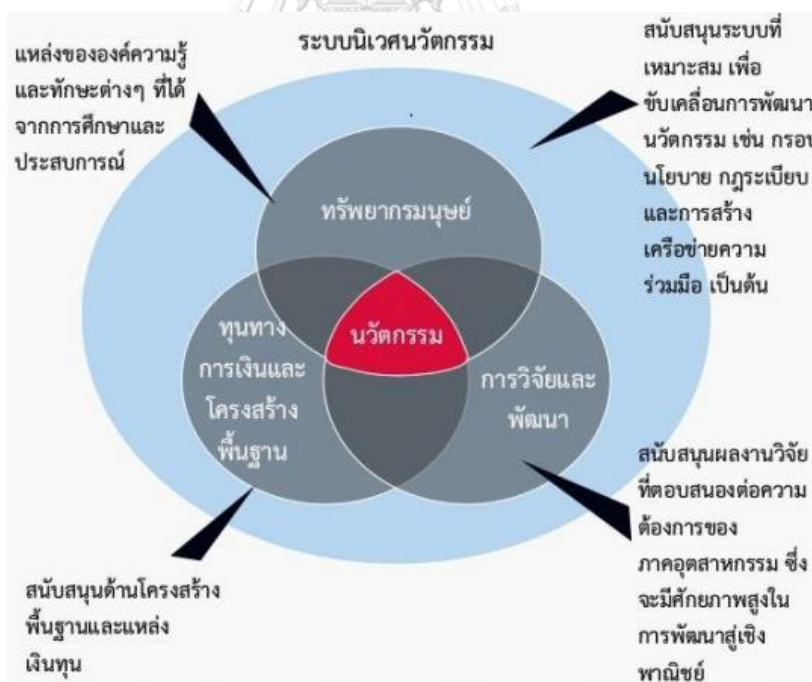 ระบบนิเวศนวัตกรรม
แหล่งขององค์ความรู้
และทักษะต่างๆ ที่ได้
จากการศึกษาและ
ประสบการณ์
สนับสนุนระบบที่
เหมาะสม เพื่อ
ขับเคลื่อนการพัฒนา
นวัตกรรม เช่น กรอบ
นโยบาย กฎระเบียบ
และการสร้าง
เครือข่ายความ
ร่วมมือ เป็นต้น
ทรัพยากรมนุษย์
ทุนทาง
การเงินและ
โครงสร้าง
พื้นฐาน
นวัตกรรม
การวิจัยและ
พัฒนา
สนับสนุนด้านโครงสร้าง
พื้นฐานและแหล่ง
เงินทุน
สนับสนุนผลงานวิจัย
ที่ตอบสนองต่อความ
ต้องการของ
ภาคอุตสาหกรรม ซึ่ง
จะมีศักยภาพสูงใน
การพัฒนาสู่เชิง
พาณิชย์